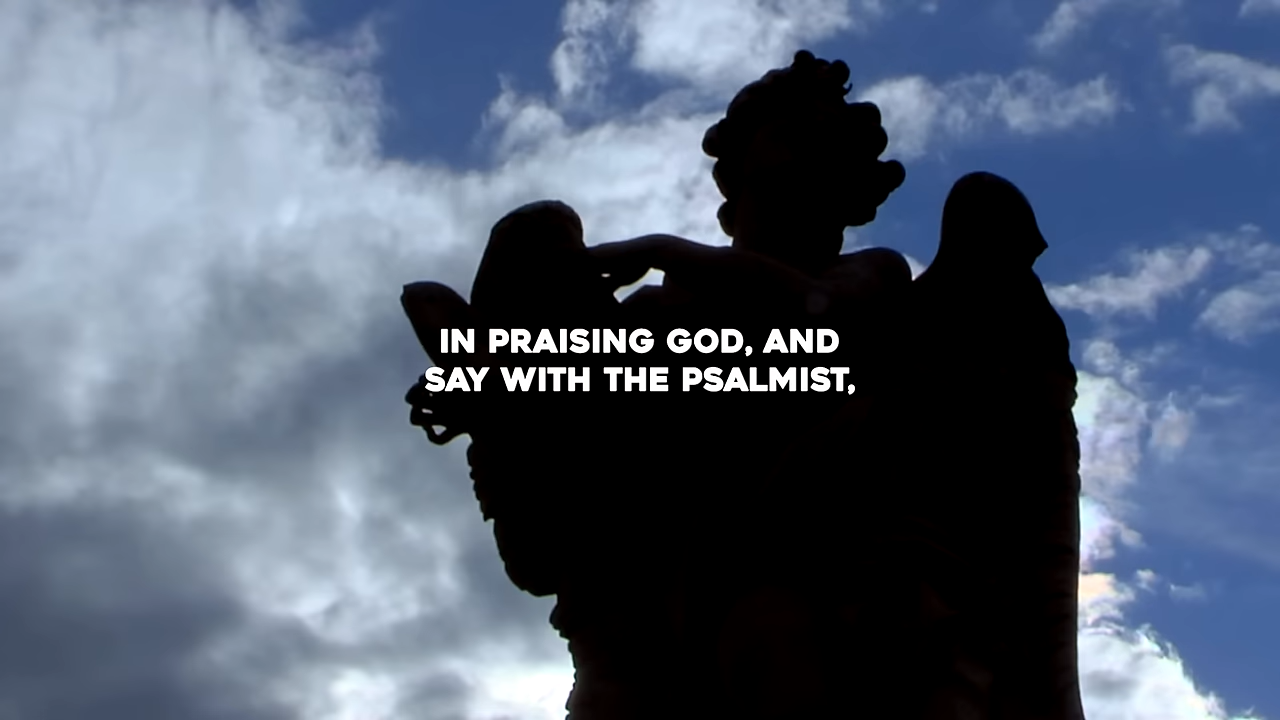 IN PRAISING GOD, AND
SAY WITH THE PSALMIST,